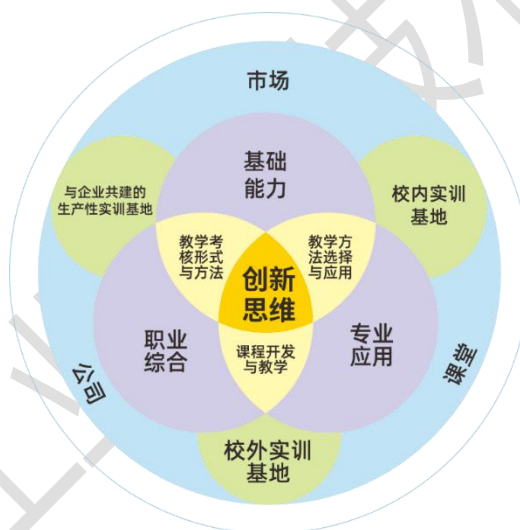 市场
基础
能力
与企业共建的
生产性实训基地
校内实训
基地
教学考
核形式
与方法
教学方
法选择
与应用
创新
思维
职业
综合
专业
应用
课程开发
与教学
公司
课堂
校外实训
基地